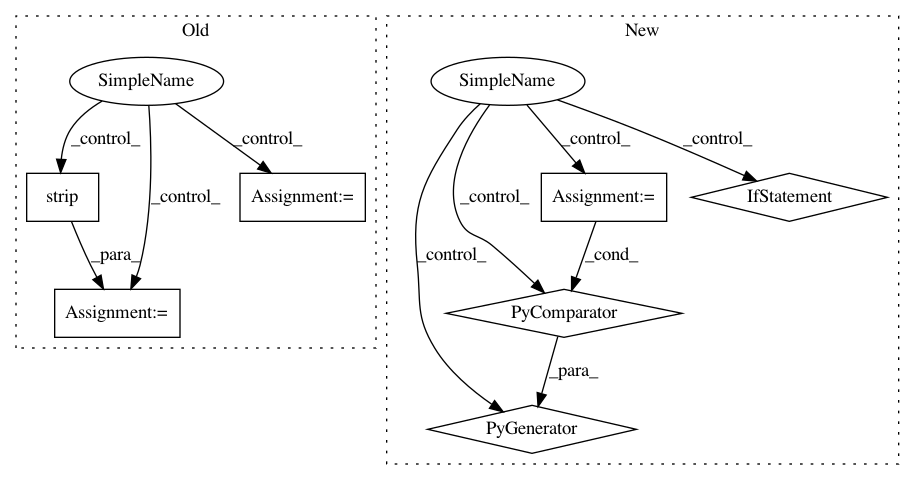 Old
New
SimpleName
SimpleName
_control_
_control_
_control_
_control_
_control_
_control_
_control_
strip
Assignment:=
Assignment:=
IfStatement
_para_
_cond_
Assignment:=
PyComparator
_para_
PyGenerator